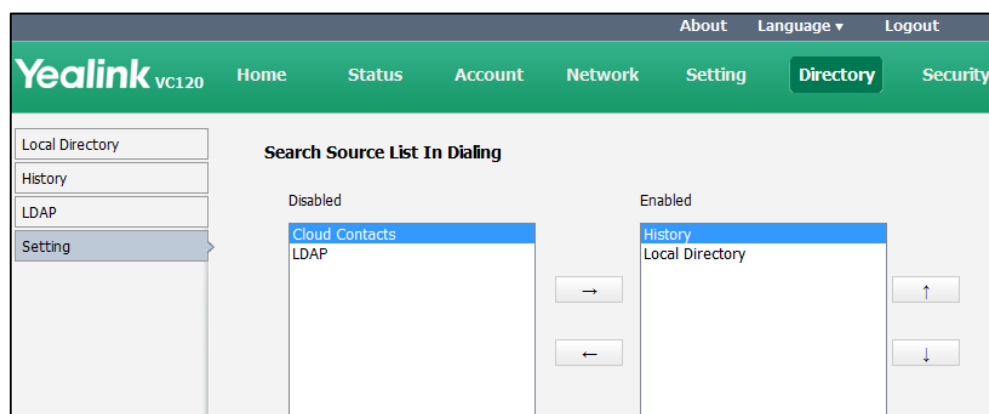 About Language ▾ Logout
Yealink VC120 Home Status Account Network Setting Directory Security
Local Directory
History
LDAP
Setting
Search Source List In Dialing
Disabled
Cloud Contacts
LDAP
→
←
Enabled
History
Local Directory
↑
↓